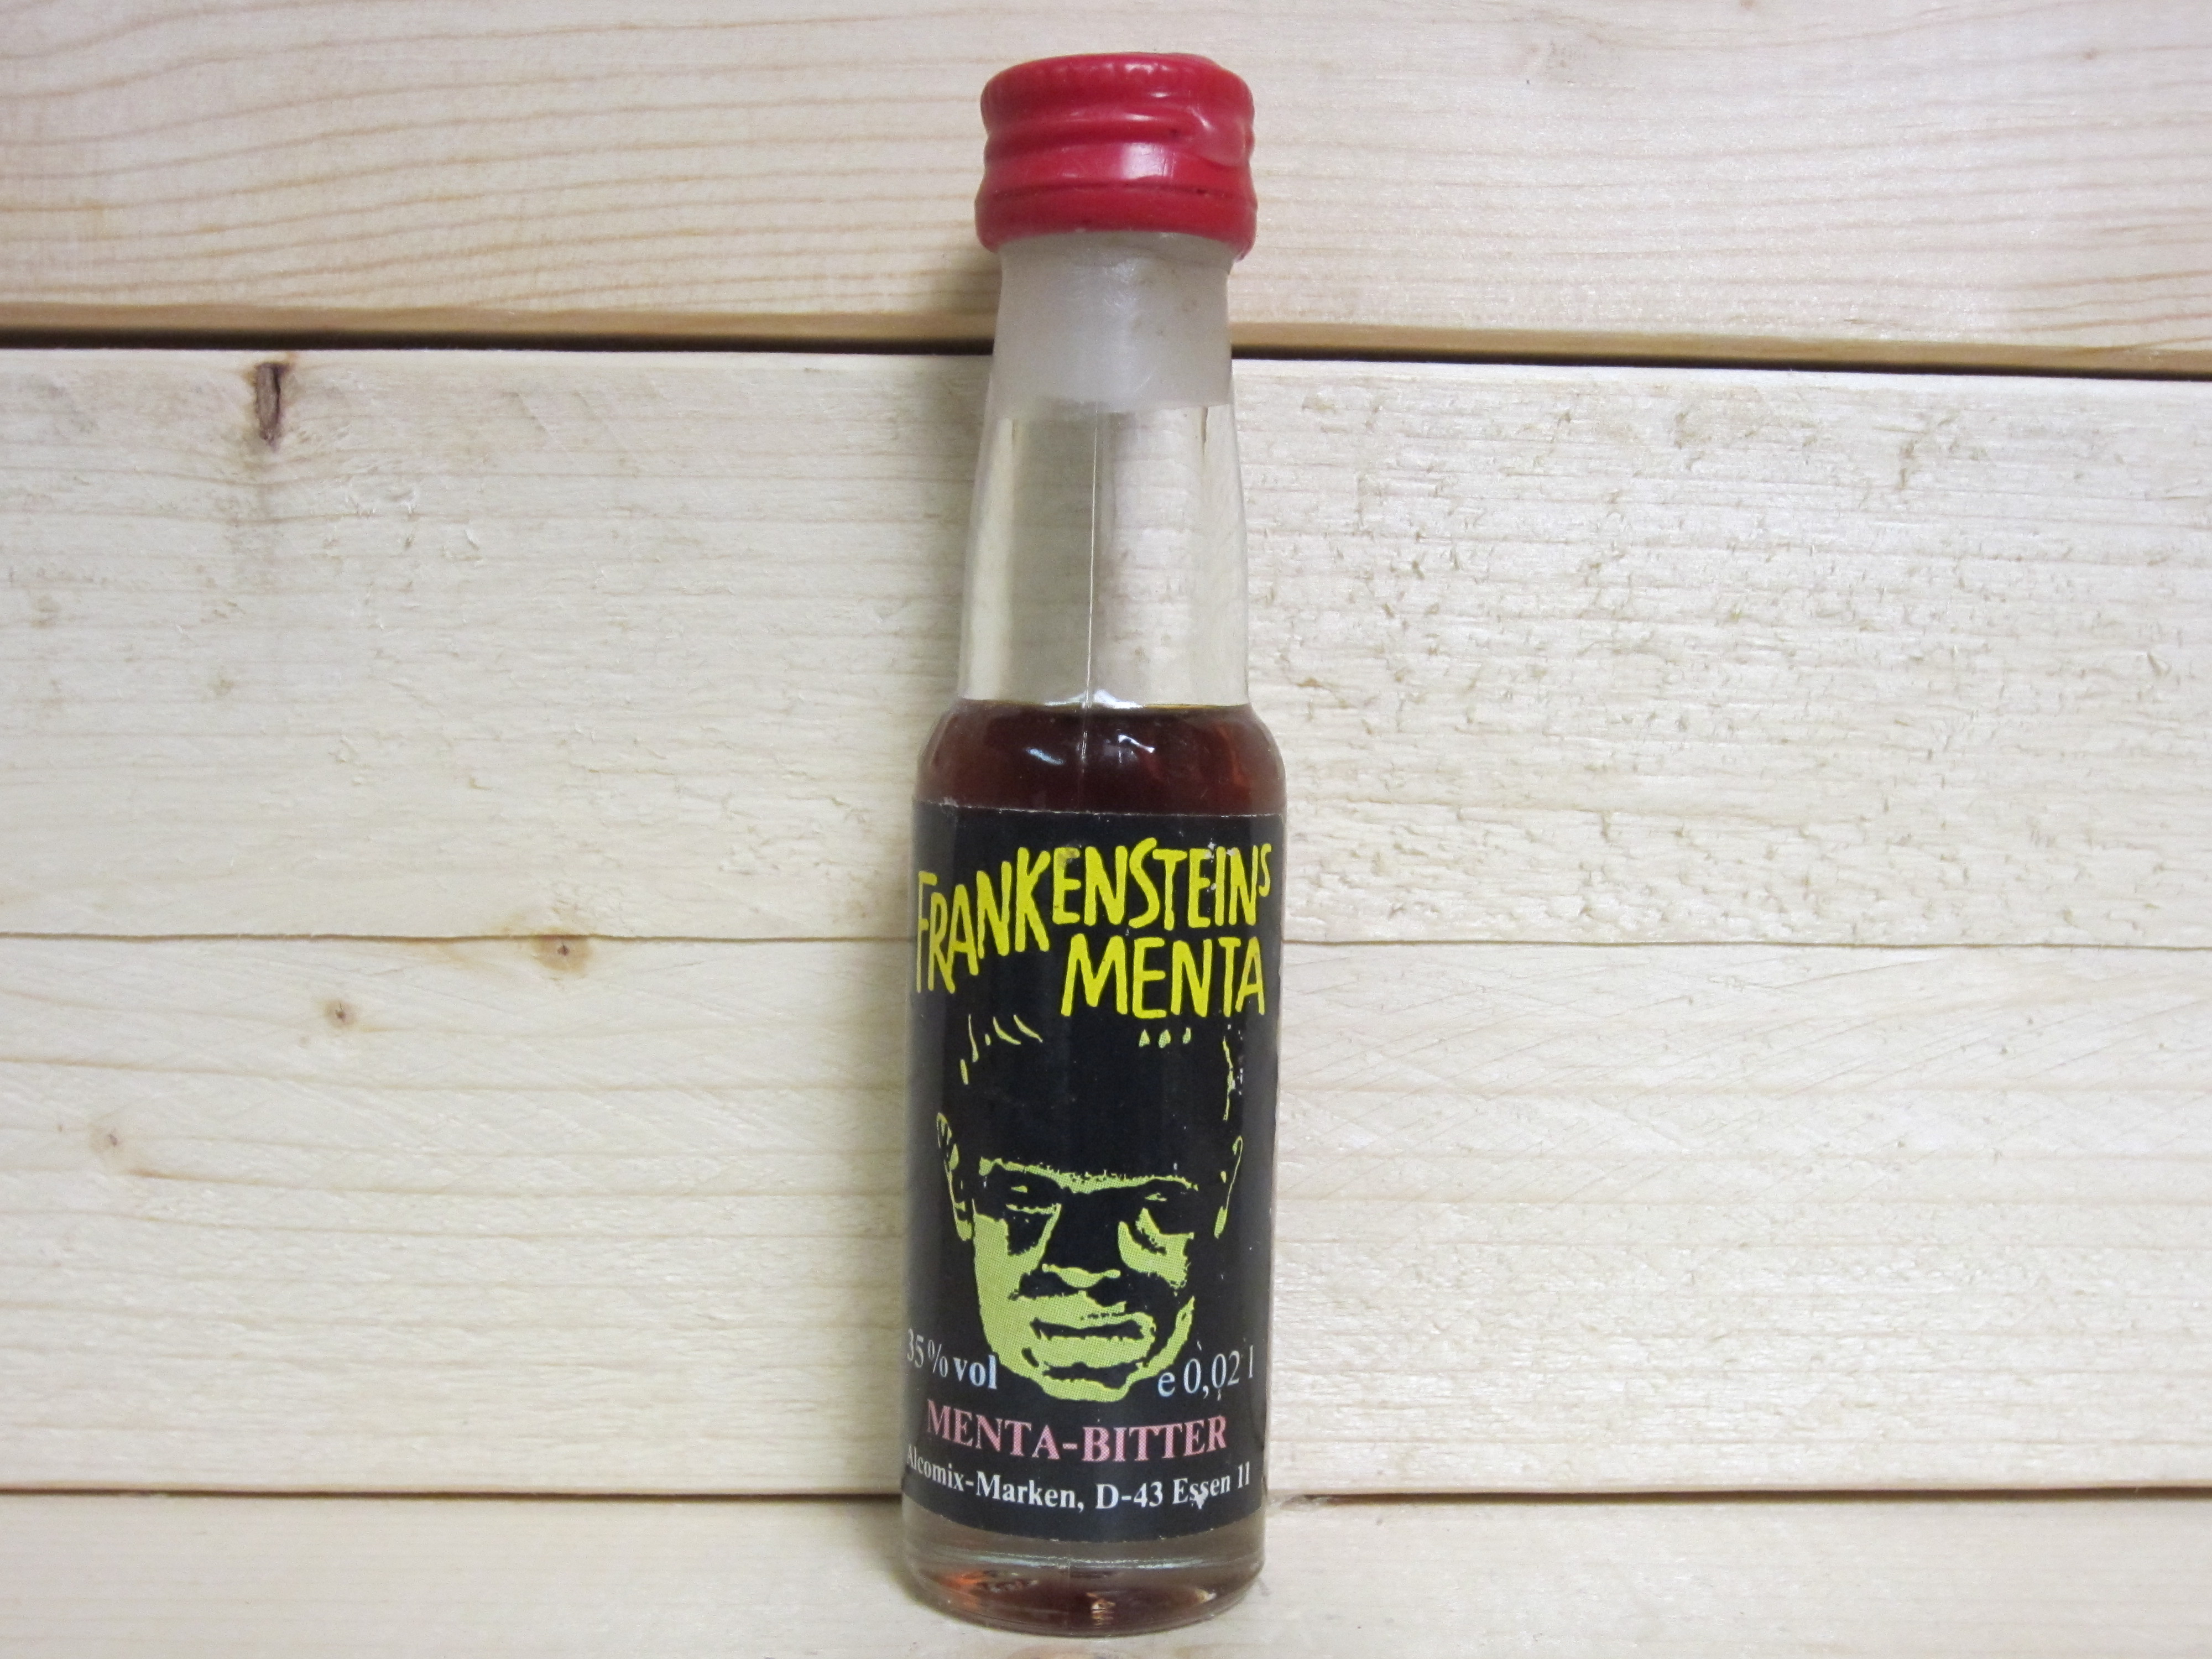 FRANKENSTEINS
MENTA
35% vol
e 0,02 l
MENTA-BITTER
Alcomix-Marken, D-43 Essen 11